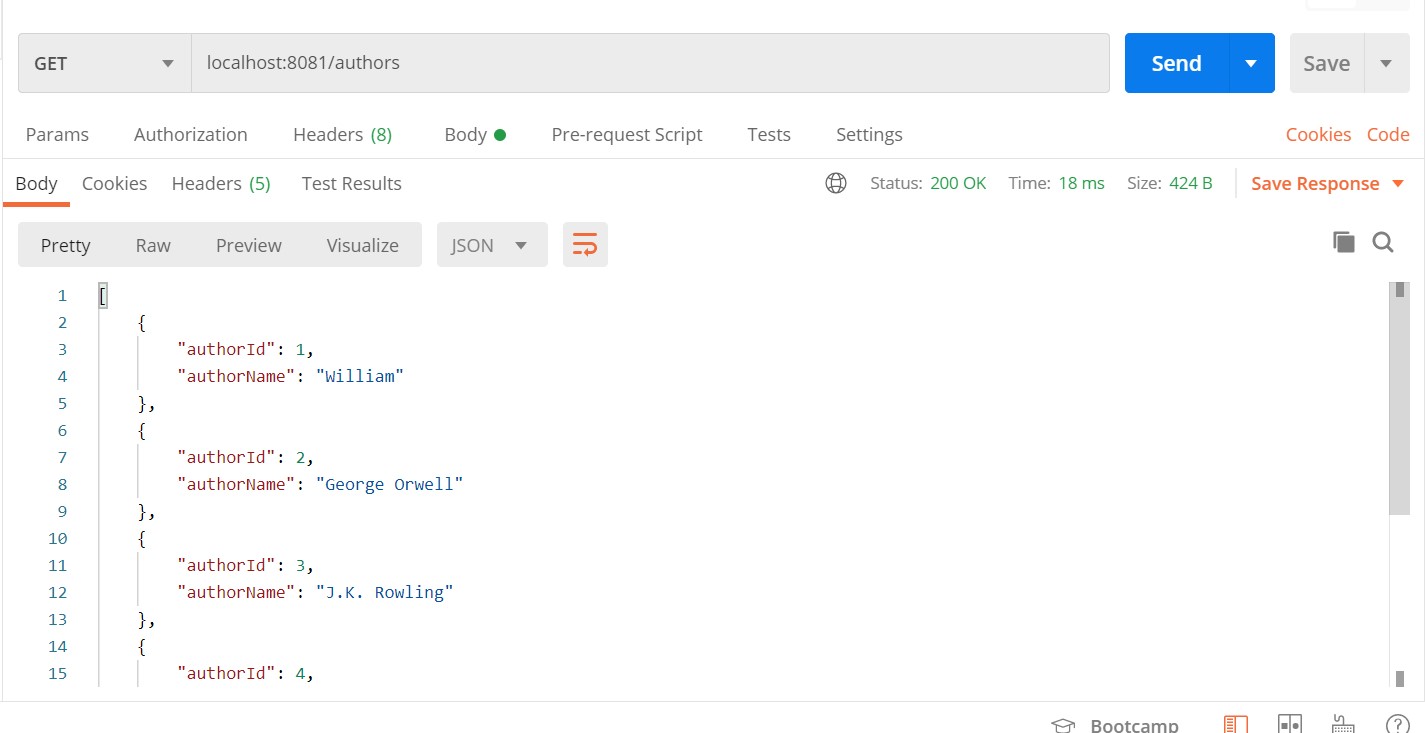 GET localhost:8081/authors Send Save
Params Authorization Headers (8) Body Pre-request Script Tests Settings Cookies Code
Body Cookies Headers (5) Test Results Status: 200 OK Time: 18 ms Size: 424 B Save Response
Pretty Raw Preview Visualize JSON
1 [
2 {
3 "authorId": 1,
4 "authorName": "William"
5 },
6 {
7 "authorId": 2,
8 "authorName": "George Orwell"
9 },
10 {
11 "authorId": 3,
12 "authorName": "J.K. Rowling"
13 },
14 {
15 "authorId": 4,
Bootcamp ?